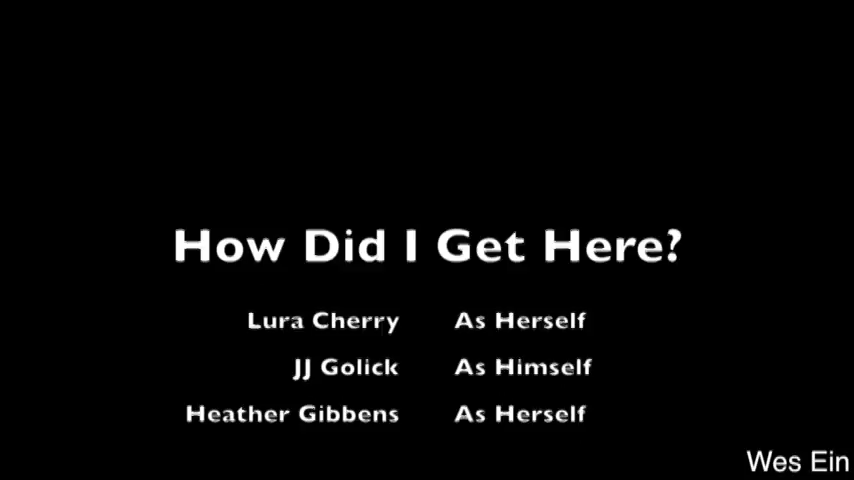 How Did I Get Here?
Lura Cherry As Herself
JJ Golick As Himself
Heather Gibbens As Herself
Wes Ein